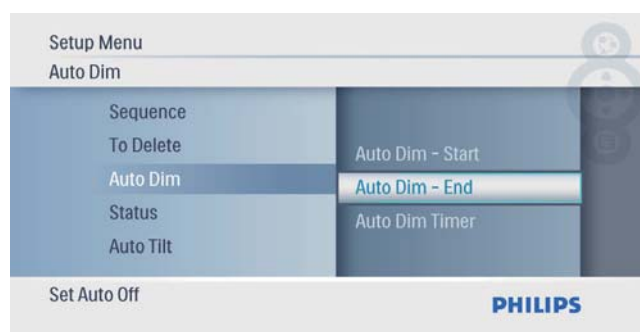 Setup Menu
Auto Dim
Sequence
To Delete
Auto Dim
Status
Auto Tilt
Auto Dim - Start
Auto Dim - End
Auto Dim Timer
Set Auto Off
PHILIPS